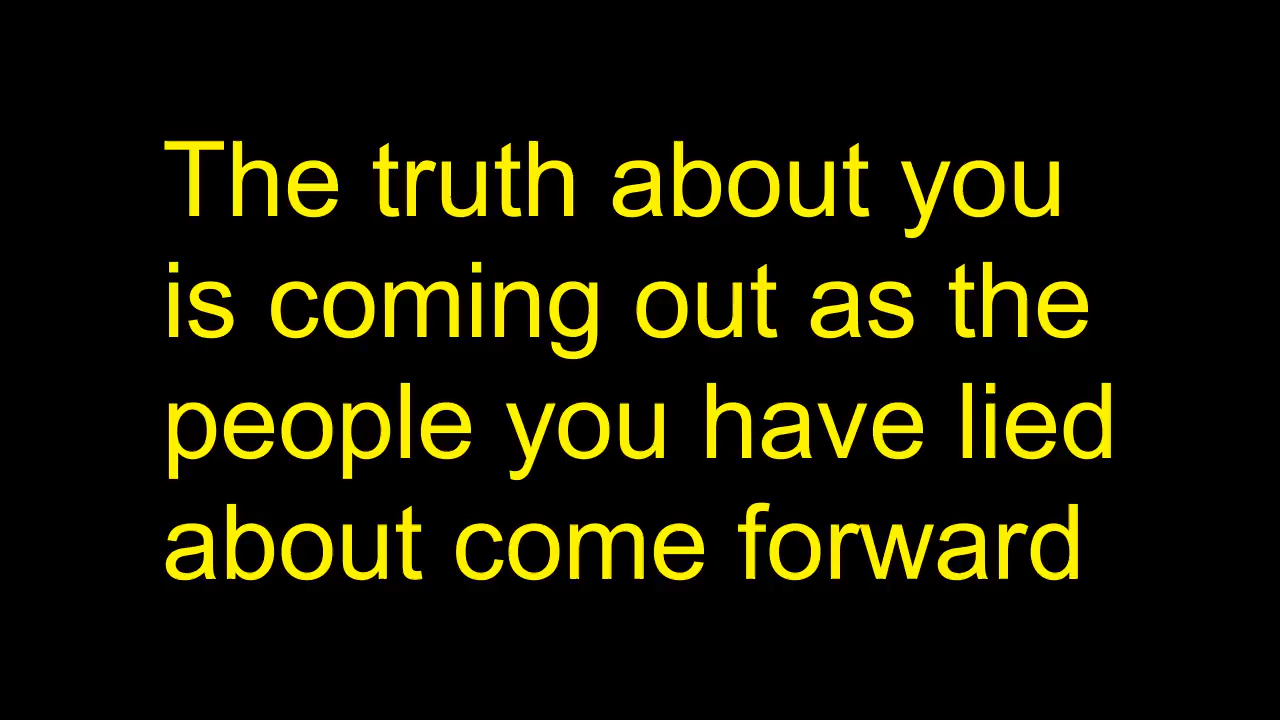 The truth about you
is coming out as the
people you have lied
about come forward